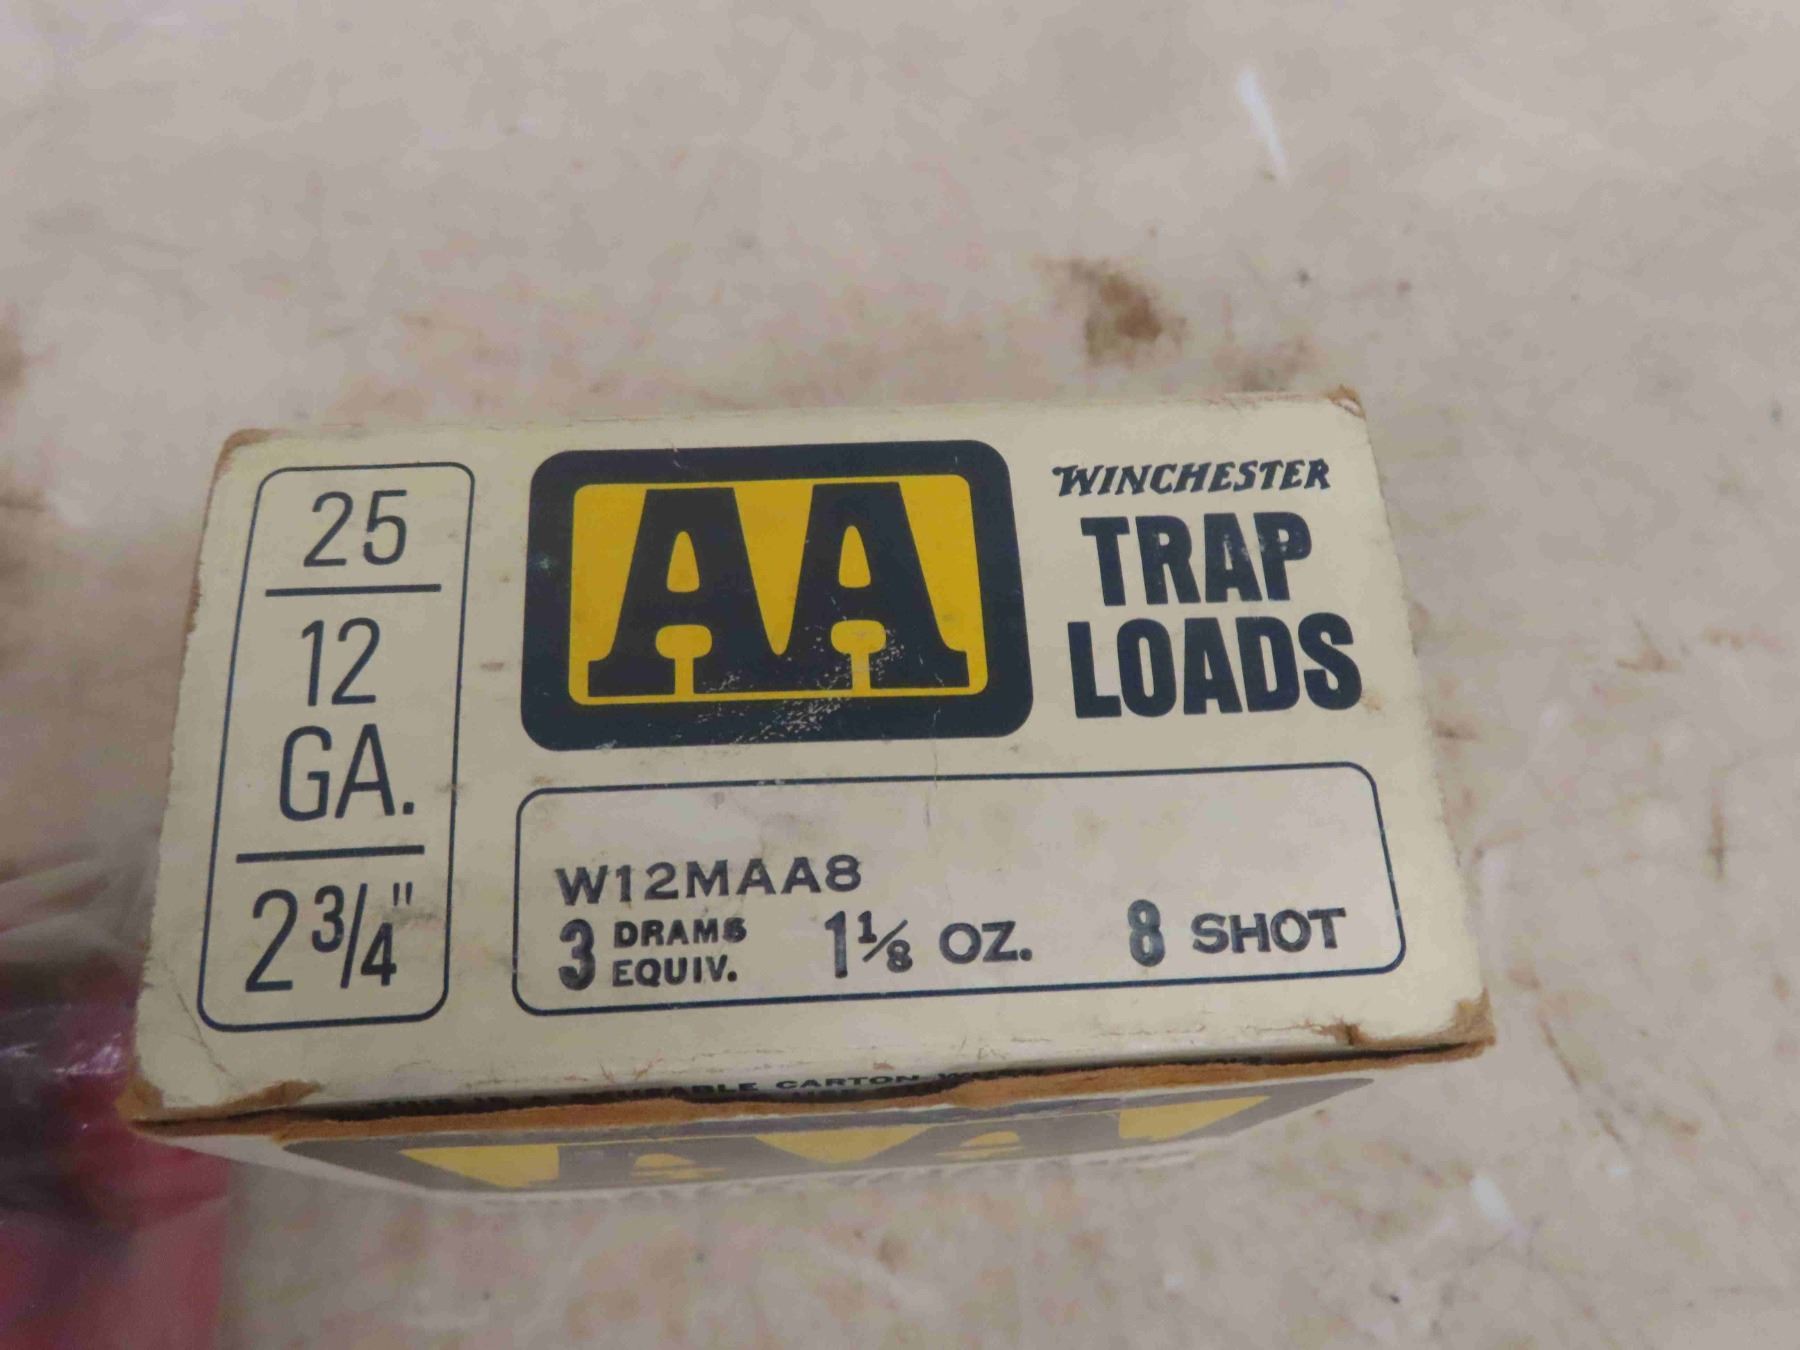 25
12
GA.
2 3/4"
AA
WINCHESTER
TRAP
LOADS
W12MAA8
3 DRAMS EQUIV. 1 1/8 OZ. 8 SHOT
CARTON